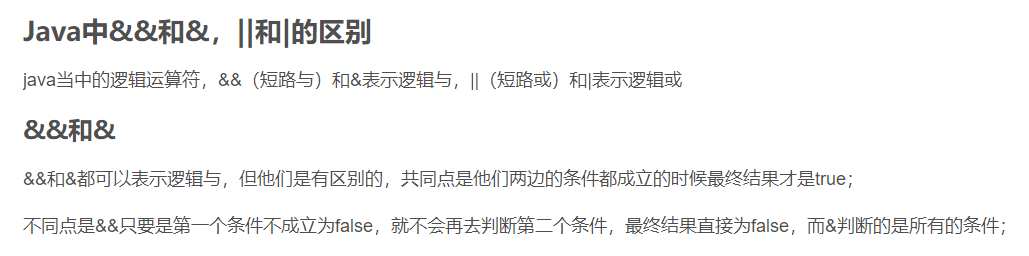 Java中&&和&，||和|的区别
java当中的逻辑运算符，&&（短路与）和&表示逻辑与，||（短路或）和|表示逻辑或
&&和&
&&和&都可以表示逻辑与，但他们是有区别的，共同点是他们两边的条件都成立的时候最终结果才是true；
不同点是&&只要是第一个条件不成立为false，就不会再去判断第二个条件，最终结果直接为false，而&判断的是所有的条件；